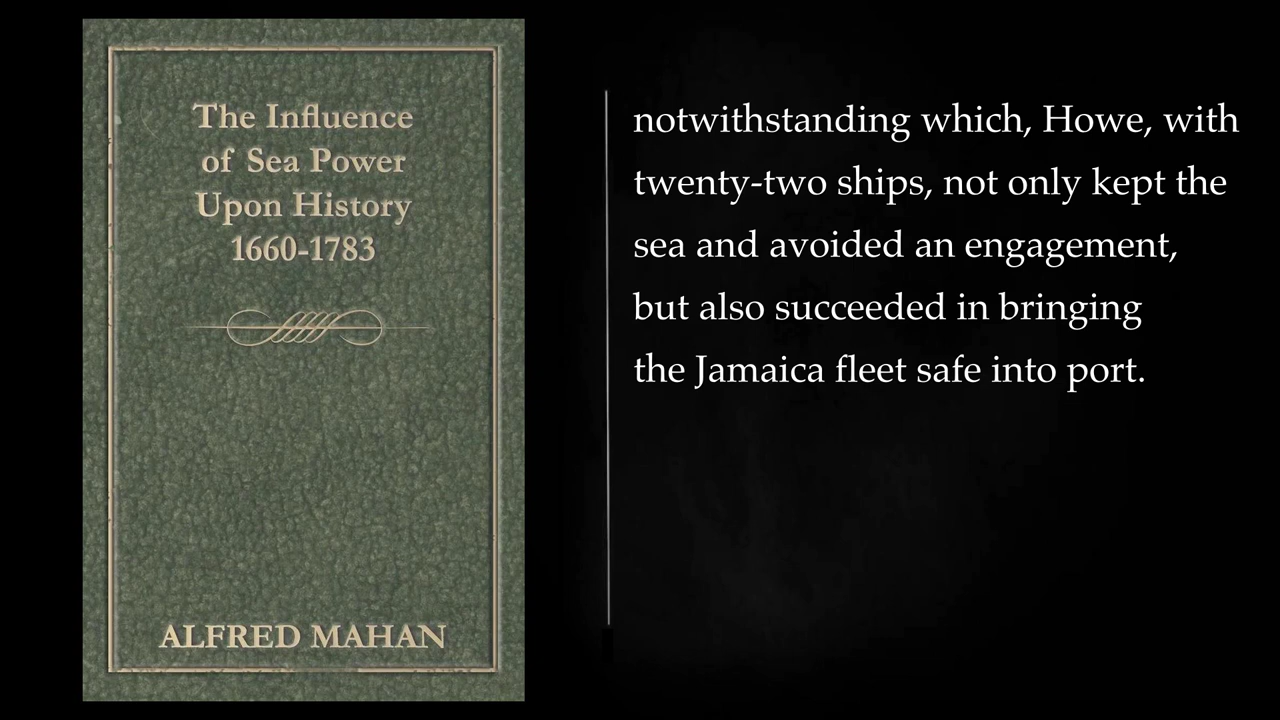 The Influence
of Sea Power
Upon History
1660-1783
ALFRED MAHAN
notwithstanding which, Howe, with
twenty-two ships, not only kept the
sea and avoided an engagement,
but also succeeded in bringing
the Jamaica fleet safe into port.